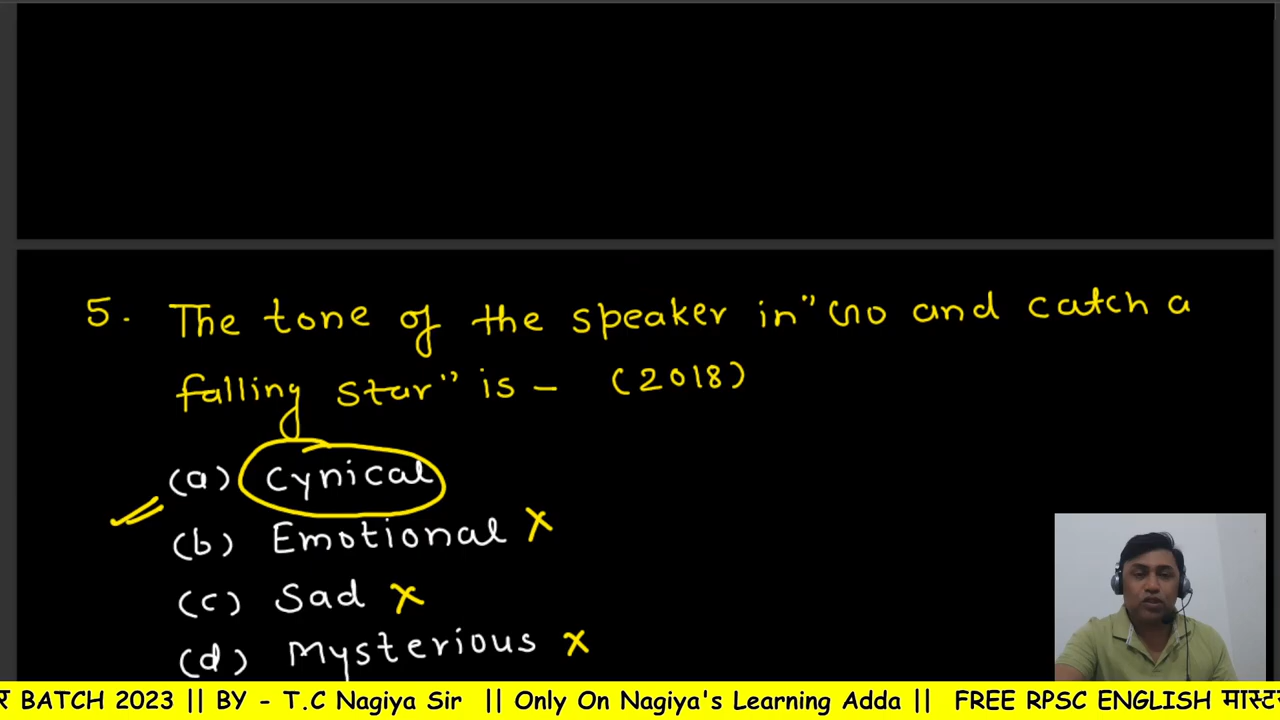 5. The tone of the speaker in "Go and catch a
falling star" is - (2018)
(a) Cynical
(b) Emotional x
(c) Sad x
(d) Mysterious x
BATCH 2023 || BY - T.C Nagiya Sir || Only On Nagiya's Learning Adda || FREE RPSC ENGLISH